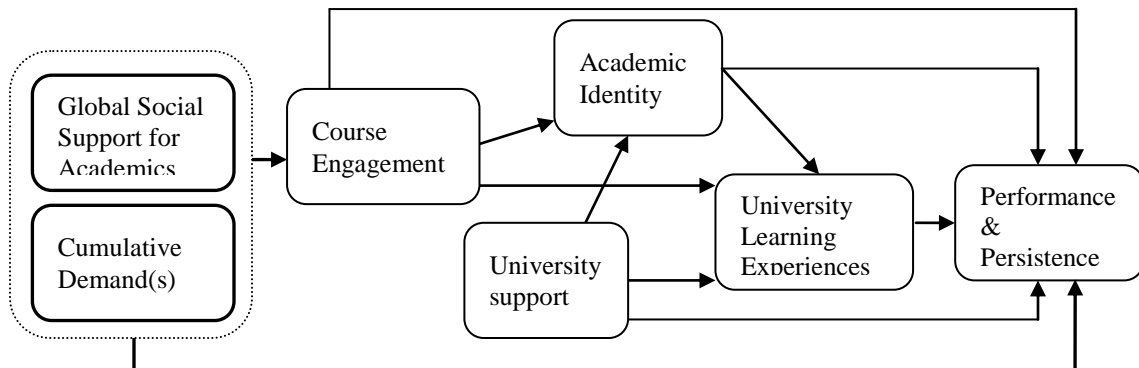 Global Social
Support for
Academics
Cumulative
Demand(s)
Course
Engagement
Academic
Identity
University
support
University
Learning
Experiences
Performance
&
Persistence